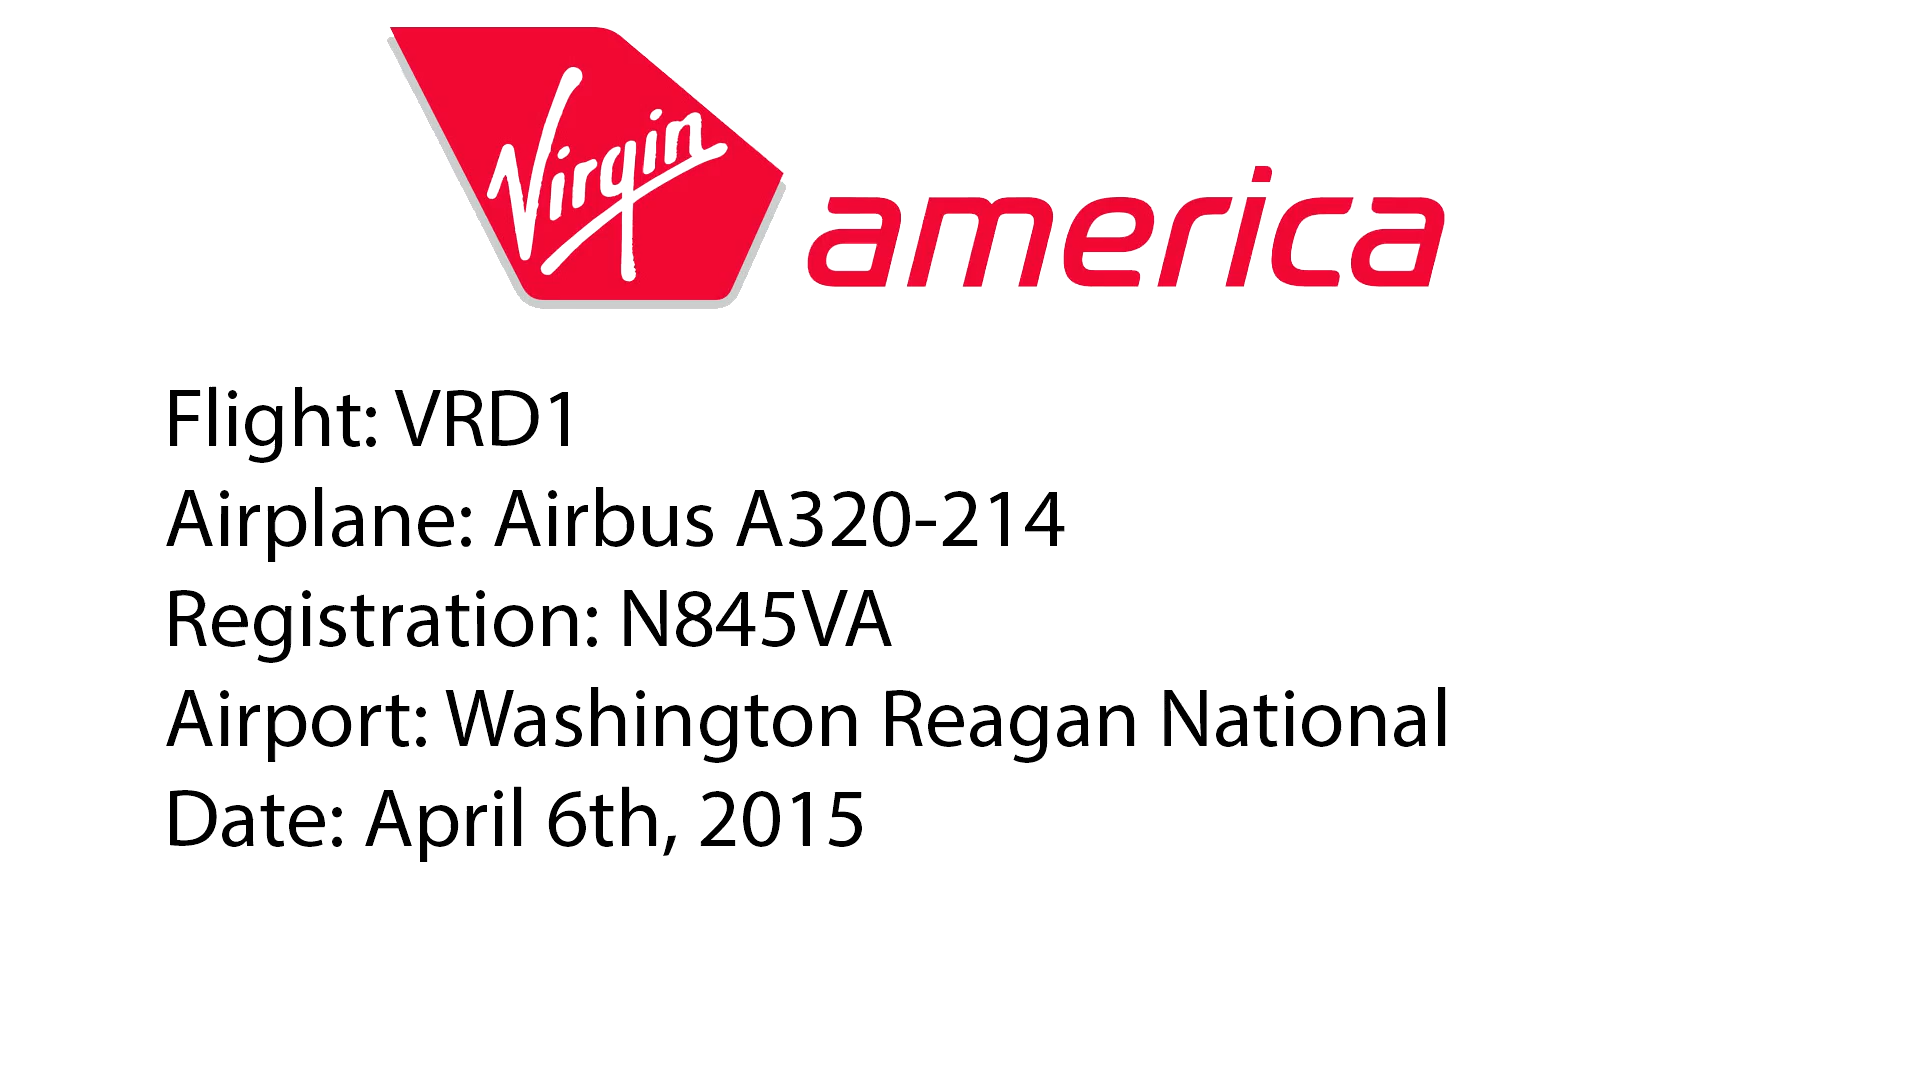 Virgin america
Flight: VRD1
Airplane: Airbus A320-214
Registration: N845VA
Airport: Washington Reagan National
Date: April 6th, 2015